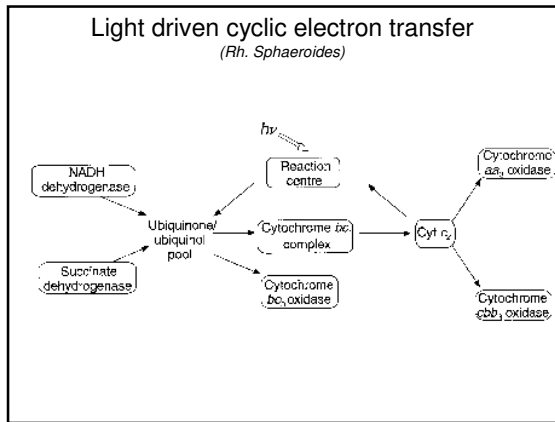 Light driven cyclic electron transfer
(Rh. Sphaeroides)
hν
Reaction
centre
NADH
dehydrogenase
Cytochrome
aa₃ oxidase
Ubiquinone/
ubiquinol
pool
Cytochrome bc₁
complex
Cyt c₂
Succinate
dehydrogenase
Cytochrome
oxidase
Cytochrome
cbb₃ oxidase